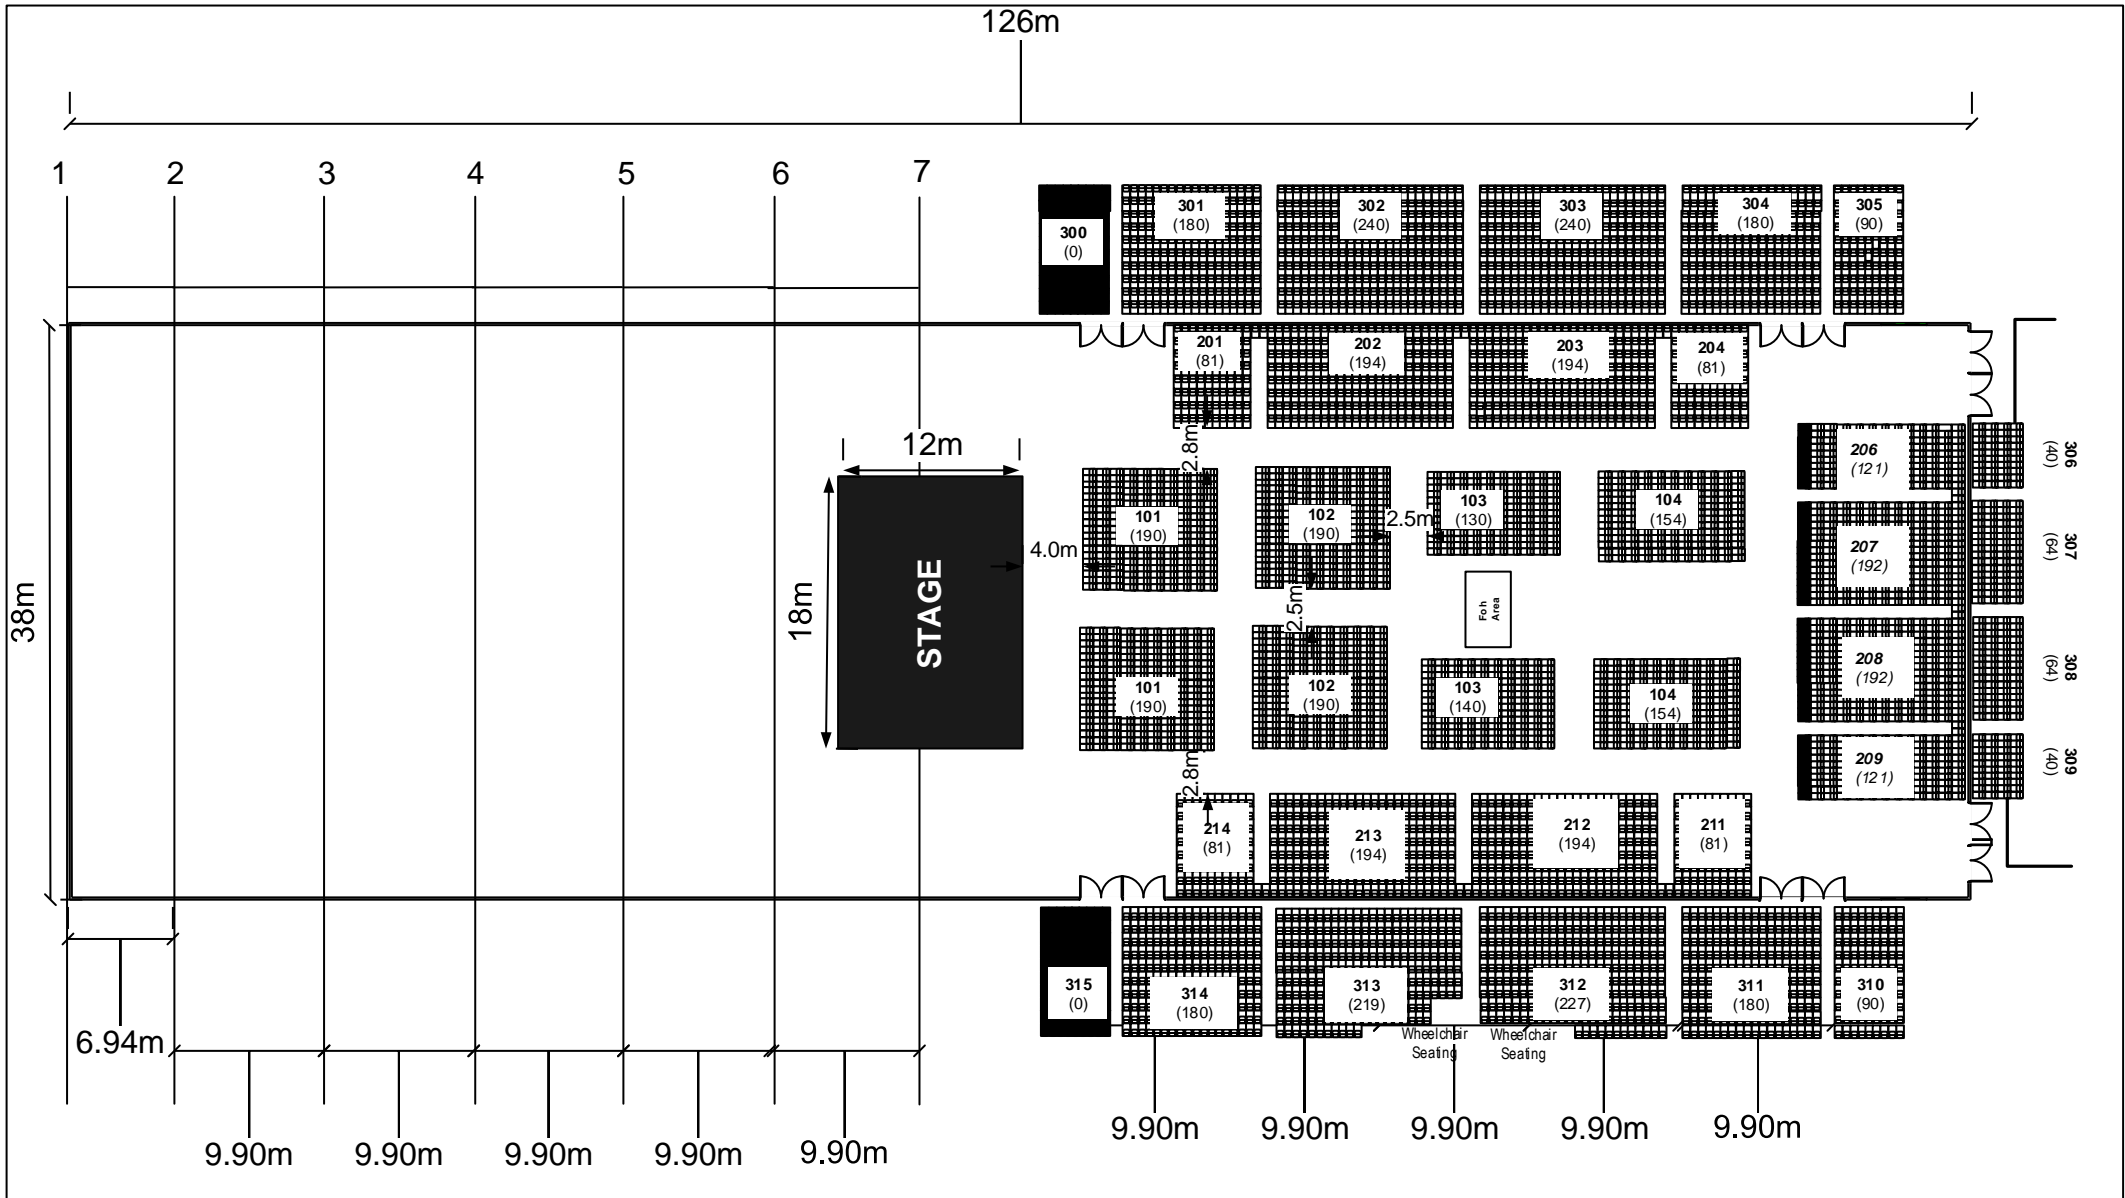 126m
1
2
3
4
5
6
7
300
(0)
301
(180)
302
(240)
303
(240)
304
(180)
305
(90)
201
(81)
202
(194)
203
(194)
204
(81)
2.8m
12m
38m
18m
STAGE
4.0m
101
(190)
102
(190)
2.5m
103
(130)
104
(154)
2.5m
Foh
Area
101
(190)
102
(190)
103
(140)
104
(154)
206
(121)
207
(192)
208
(192)
209
(121)
306
(40)
307
(64)
308
(64)
309
(40)
2.8m
214
(81)
213
(194)
212
(194)
211
(81)
315
(0)
314
(180)
313
(219)
312
(227)
311
(180)
310
(90)
Wheelchair
Seating
Wheelchair
Seating
6.94m
9.90m
9.90m
9.90m
9.90m
9.90m
9.90m
9.90m
9.90m
9.90m
9.90m